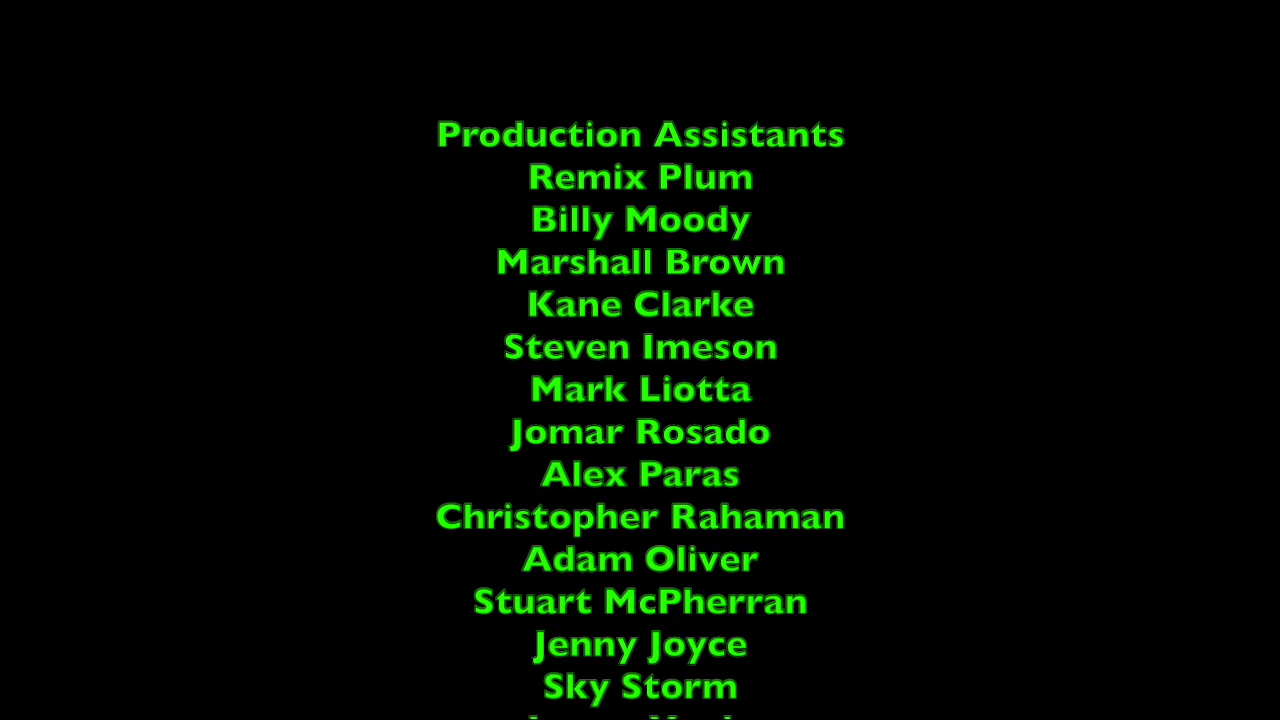 Production Assistants
Remix Plum
Billy Moody
Marshall Brown
Kane Clarke
Steven Imeson
Mark Liotta
Jomar Rosado
Alex Paras
Christopher Rahaman
Adam Oliver
Stuart McPherran
Jenny Joyce
Sky Storm